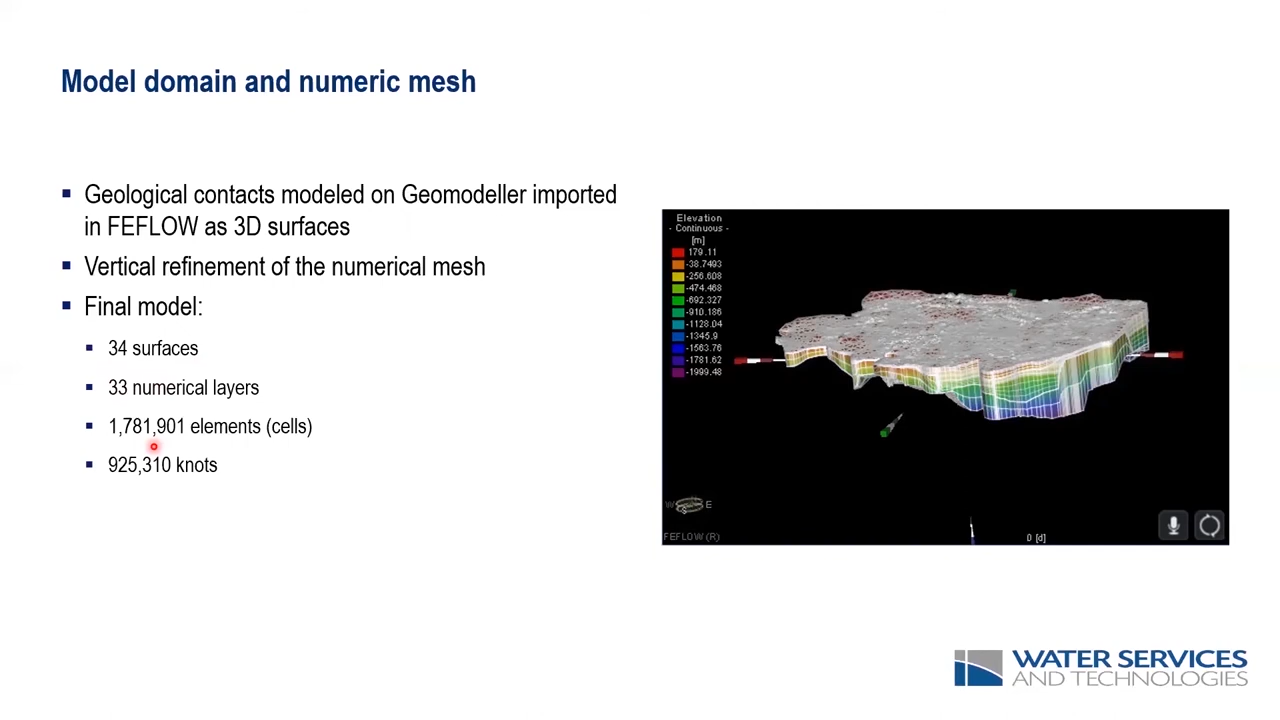 Model domain and numeric mesh
Geological contacts modeled on Geomodeller imported
in FEFLOW as 3D surfaces
Vertical refinement of the numerical mesh
Final model:
34 surfaces
33 numerical layers
1,781,901 elements (cells)
925,310 knots
Elevation
- Continuous -
[m]
179.11
-38.7493
-256.608
-474.468
-692.327
-910.186
-1128.04
-1345.9
-1563.76
-1781.62
-1999.48
W E
S
FEFLOW (R)
0 [d]
WATER SERVICES
AND TECHNOLOGIES